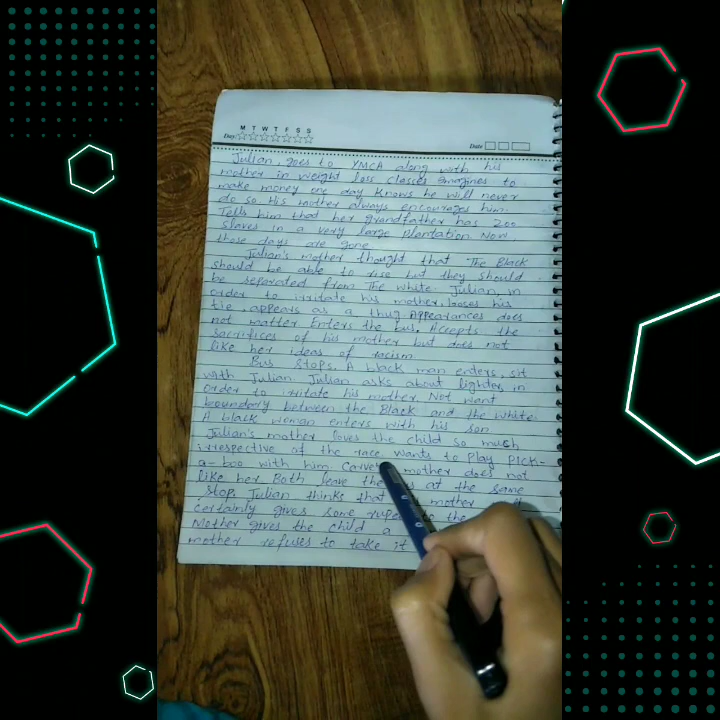 M T W T F S S
Day Date
Julian, goes to YMCA along with his
mother in weight loss classes Imagines to
make money one day Knows he will never
do so. His mother always encourages him.
Tells him that her grandfather has 200
slaves in a very large plantation Now
those days are gone
Julian's mother thought that The Black
should be able to rise but they should
be separated from The white. Julian, in
order to irritate his mother, looses his
tie, appears as a thug Appearances does
not matter. Enters the bus, Accepts the
sacrifices of his mother but does not
like her ideas of racism
Bus Stops. A black man enters, sit
with Julian. Julian asks about lighter, in
order to irritate his mother. Not want
boundary between the Black and the white.
A black woman enters with his son
Julian's mother loves the child so much
irrespective of the race wants to play pick-
a-boo with him. Carver's mother does not
like her. Both leave the at the same
stop. Julian thinks that mother
certainly gives some the
Mother gives the child a
mother refuses to take it